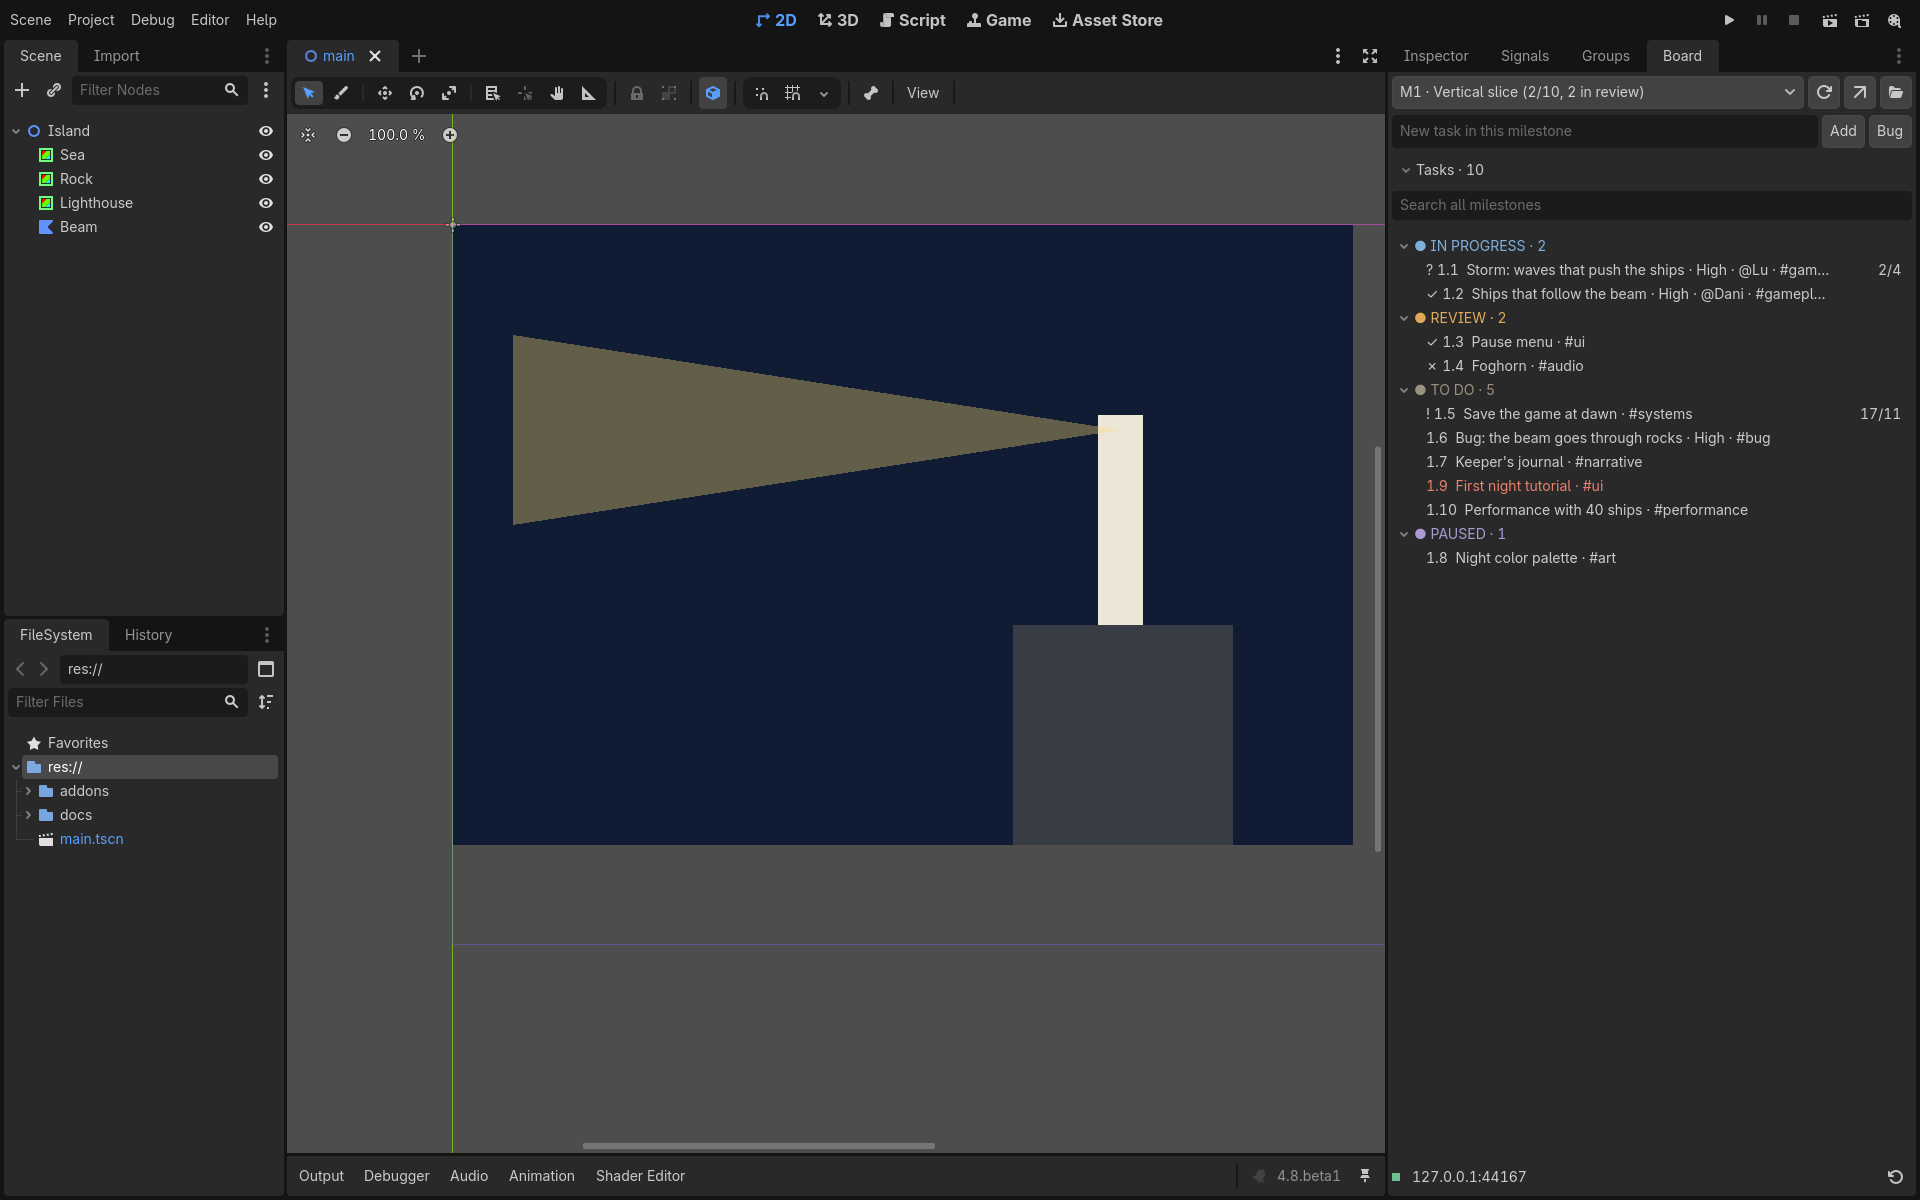 Scene Project Debug Editor Help
2D 3D Script Game Asset Store
Scene Import
Filter Nodes
Island
Sea
Rock
Lighthouse
Beam
FileSystem History
res://
Filter Files
Favorites
res://
addons
docs
main.tscn
main
View
100.0 %
Output Debugger Audio Animation Shader Editor
4.8.beta1
Inspector Signals Groups Board
M1 · Vertical slice (2/10, 2 in review)
New task in this milestone Add Bug
Tasks · 10
Search all milestones
IN PROGRESS · 2
? 1.1 Storm: waves that push the ships · High · @Lu · #gam... 2/4
✓ 1.2 Ships that follow the beam · High · @Dani · #gamepl...
REVIEW · 2
✓ 1.3 Pause menu · #ui
× 1.4 Foghorn · #audio
TO DO · 5
! 1.5 Save the game at dawn · #systems 17/11
1.6 Bug: the beam goes through rocks · High · #bug
1.7 Keeper's journal · #narrative
1.9 First night tutorial · #ui
1.10 Performance with 40 ships · #performance
PAUSED · 1
1.8 Night color palette · #art
127.0.0.1:44167